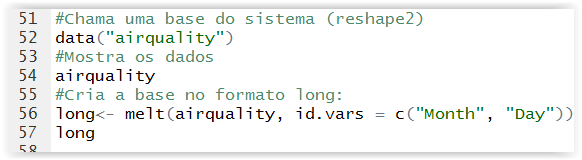 51 #Chama uma base do sistema (reshape2)
52 data("airquality")
53 #Mostra os dados
54 airquality
55 #Cria a base no formato long:
56 long<- melt(airquality, id.vars = c("Month", "Day"))
57 long
58